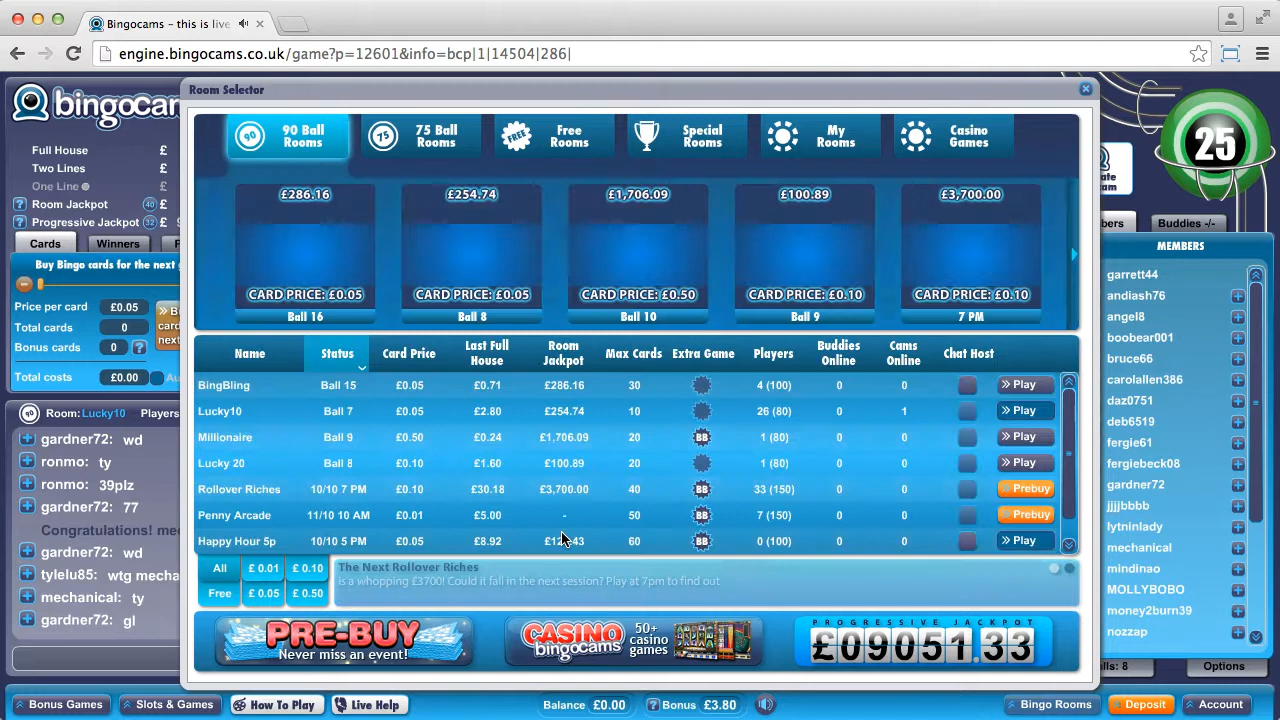 Bingocams - this is live
engine.bingocams.co.uk/game?p=12601&info=bcp|1|14504|286|
Room Selector
bingocam
90 Ball Rooms
75 Ball Rooms
FREE
Free Rooms
Special Rooms
My Rooms
Casino Games
90
75
25
Full House £
Two Lines £
One Line
? Room Jackpot 40 £
? Progressive Jackpot 32 £
Cards Winners
Buy Bingo cards for the next
Price per card £0.05
Total cards 0
Bonus cards 0 ?
Total costs £0.00
£286.16 £254.74 £1,706.09 £100.89 £3,700.00
CARD PRICE: £0.05 CARD PRICE: £0.05 CARD PRICE: £0.50 CARD PRICE: £0.10 CARD PRICE: £0.10
Ball 16 Ball 8 Ball 10 Ball 9 7 PM
Name Status Card Price Last Full House Room Jackpot Max Cards Extra Game Players Buddies Online Cams Online Chat Host
BingBling Ball 15 £0.05 £0.71 £286.16 30 4 (100) 0 0 Play
Lucky10 Ball 7 £0.05 £2.80 £254.74 10 26 (80) 0 1 Play
Millionaire Ball 9 £0.50 £0.24 £1,706.09 20 BB 1 (80) 0 0 Play
Lucky 20 Ball 8 £0.10 £1.60 £100.89 20 1 (80) 0 0 Play
Rollover Riches 10/10 7 PM £0.10 £30.18 £3,700.00 40 BB 33 (150) 0 0 Prebuy
Penny Arcade 11/10 10 AM £0.01 £5.00 - 50 BB 7 (150) 0 0 Prebuy
Happy Hour 5p 10/10 5 PM £0.05 £8.92 60 BB 0 (100) 0 0 Play
All £ 0.01 £ 0.10
Free £ 0.05 £ 0.50
The Next Rollover Riches
is a whopping £3700! Could it fall in the next session? Play at 7pm to find out
PRE-BUY
Never miss an event!
CASINO bingocams
50+ casino games
PROGRESSIVE JACKPOT
£09051.33
90 Room: Lucky10 Players
gardner72: wd
ronmo: ty
ronmo: 39plz
gardner72: 77
Congratulations!
gardner72: wd
tylelu85: wtg mecha
mechanical: ty
gardner72: gl
Buddies -/-
MEMBERS
garrett44
andiash76
angel8
boobear001
bruce66
carolallen386
daz0751
deb6519
fergie61
fergiebeck08
gardner72
jjjjbbbb
lytninlady
mechanical
mindinao
MOLLYBOBO
money2burn39
nozzap
Options
Bonus Games Slots & Games How To Play Live Help Balance £0.00 ? Bonus £3.80 Bingo Rooms Deposit Account